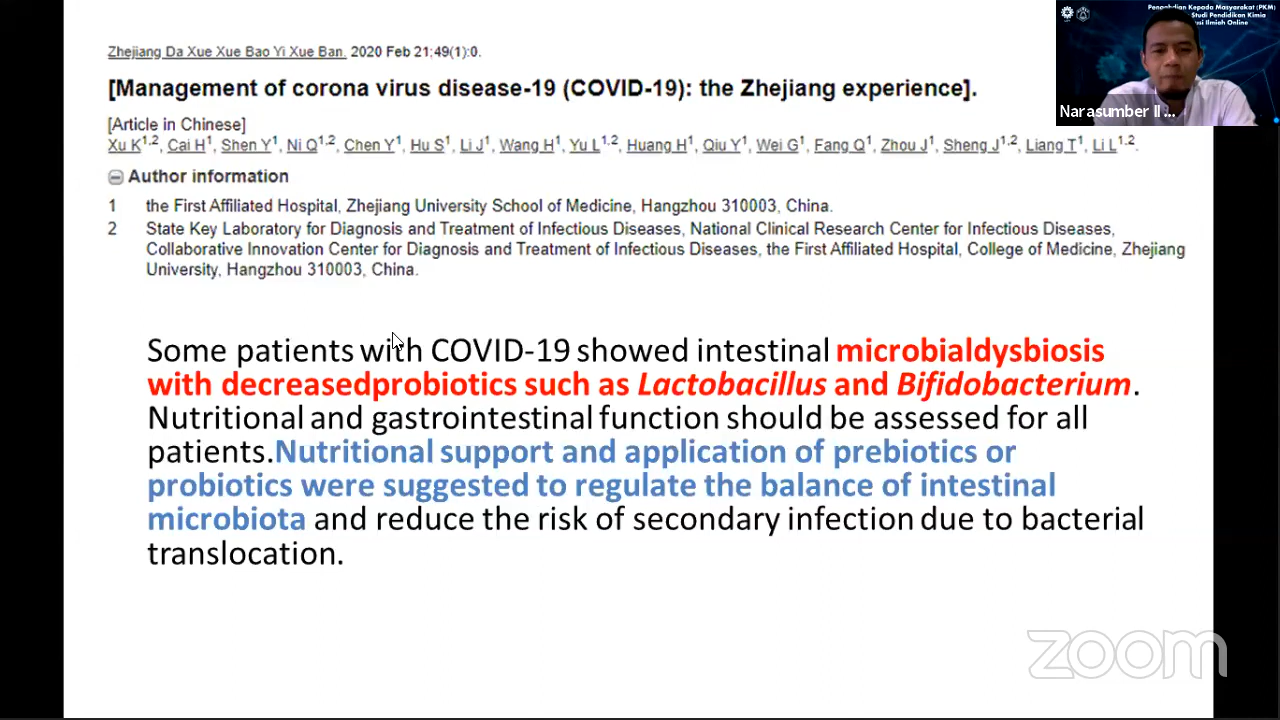 Zhejiang Da Xue Xue Bao Yi Xue Ban. 2020 Feb 21;49(1):0.
[Management of corona virus disease-19 (COVID-19): the Zhejiang experience].
[Article in Chinese]
Xu K1,2, Cai H1, Shen Y1, Ni Q1,2, Chen Y1, Hu S1, Li J1, Wang H1, Yu L1,2, Huang H1, Qiu Y1, Wei G1, Fang Q1, Zhou J1, Sheng J1,2, Liang T1, Li L1,2.
Author information
1 the First Affiliated Hospital, Zhejiang University School of Medicine, Hangzhou 310003, China.
2 State Key Laboratory for Diagnosis and Treatment of Infectious Diseases, National Clinical Research Center for Infectious Diseases,
Collaborative Innovation Center for Diagnosis and Treatment of Infectious Diseases, the First Affiliated Hospital, College of Medicine, Zhejiang
University, Hangzhou 310003, China.
Some patients with COVID-19 showed intestinal microbialdysbiosis
with decreasedprobiotics such as Lactobacillus and Bifidobacterium.
Nutritional and gastrointestinal function should be assessed for all
patients.Nutritional support and application of prebiotics or
probiotics were suggested to regulate the balance of intestinal
microbiota and reduce the risk of secondary infection due to bacterial
translocation.
Kepada Masyarakat (PKM)
Studi Pendidikan Kimia
Ilmiah Online
Narasumber II ...
zoom